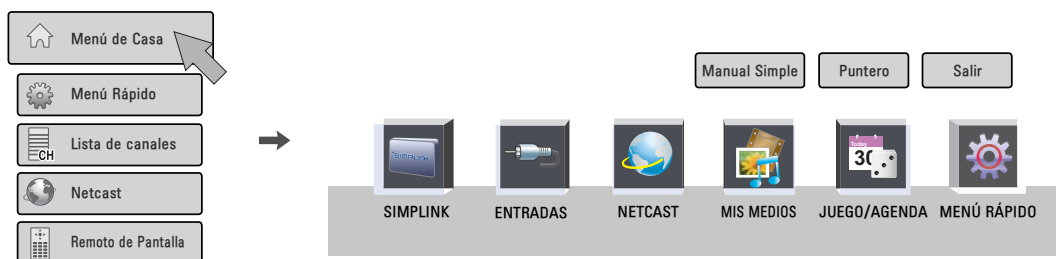 Menú de Casa
Menú Rápido
CH
Lista de canales
Netcast
Remoto de Pantalla
Manual Simple
Puntero
Salir
SIMPLINK
Today
30
SIMPLINK
ENTRADAS
NETCAST
MIS MEDIOS
JUEGO/AGENDA
MENÚ RÁPIDO